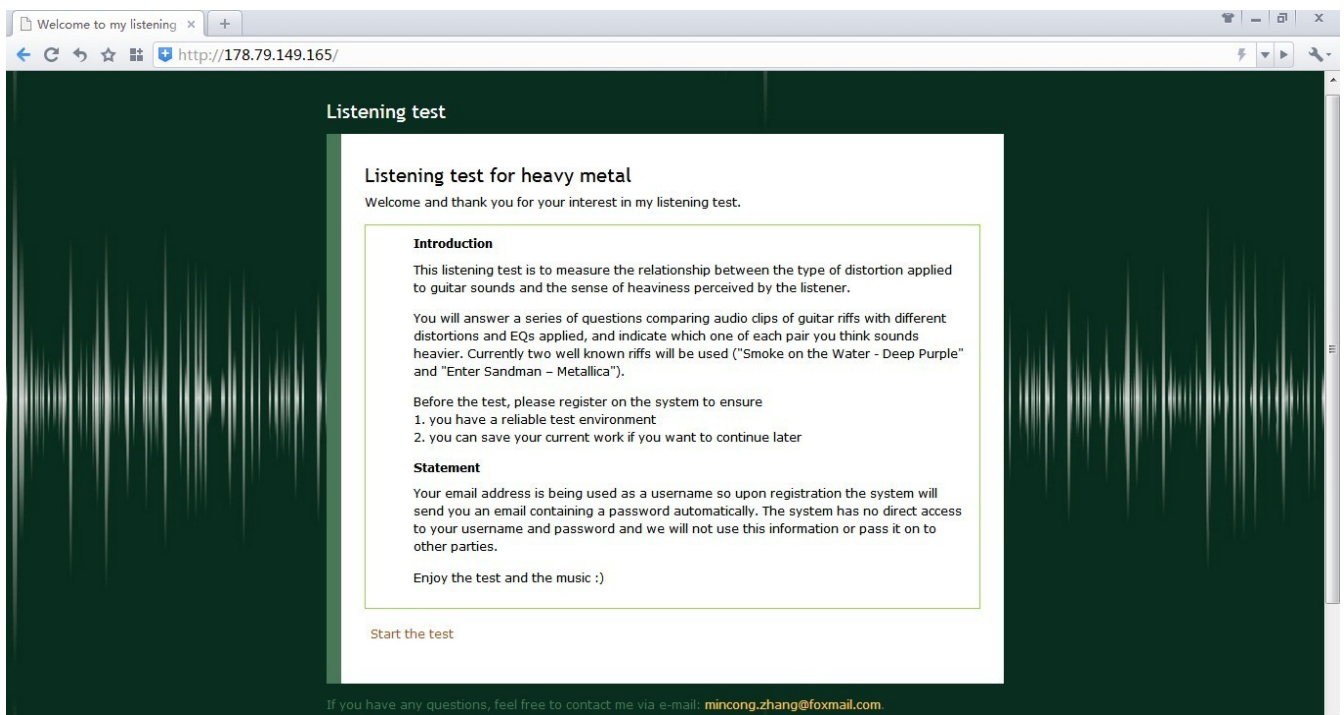 Welcome to my listening
http://178.79.149.165/
Listening test
Listening test for heavy metal
Welcome and thank you for your interest in my listening test.
Introduction
This listening test is to measure the relationship between the type of distortion applied
to guitar sounds and the sense of heaviness perceived by the listener.
You will answer a series of questions comparing audio clips of guitar riffs with different
distortions and EQs applied, and indicate which one of each pair you think sounds
heavier. Currently two well known riffs will be used ("Smoke on the Water - Deep Purple"
and "Enter Sandman – Metallica").
Before the test, please register on the system to ensure
1. you have a reliable test environment
2. you can save your current work if you want to continue later
Statement
Your email address is being used as a username so upon registration the system will
send you an email containing a password automatically. The system has no direct access
to your username and password and we will not use this information or pass it on to
other parties.
Enjoy the test and the music :)
Start the test
If you have any questions, feel free to contact me via e-mail: mincong.zhang@foxmail.com.